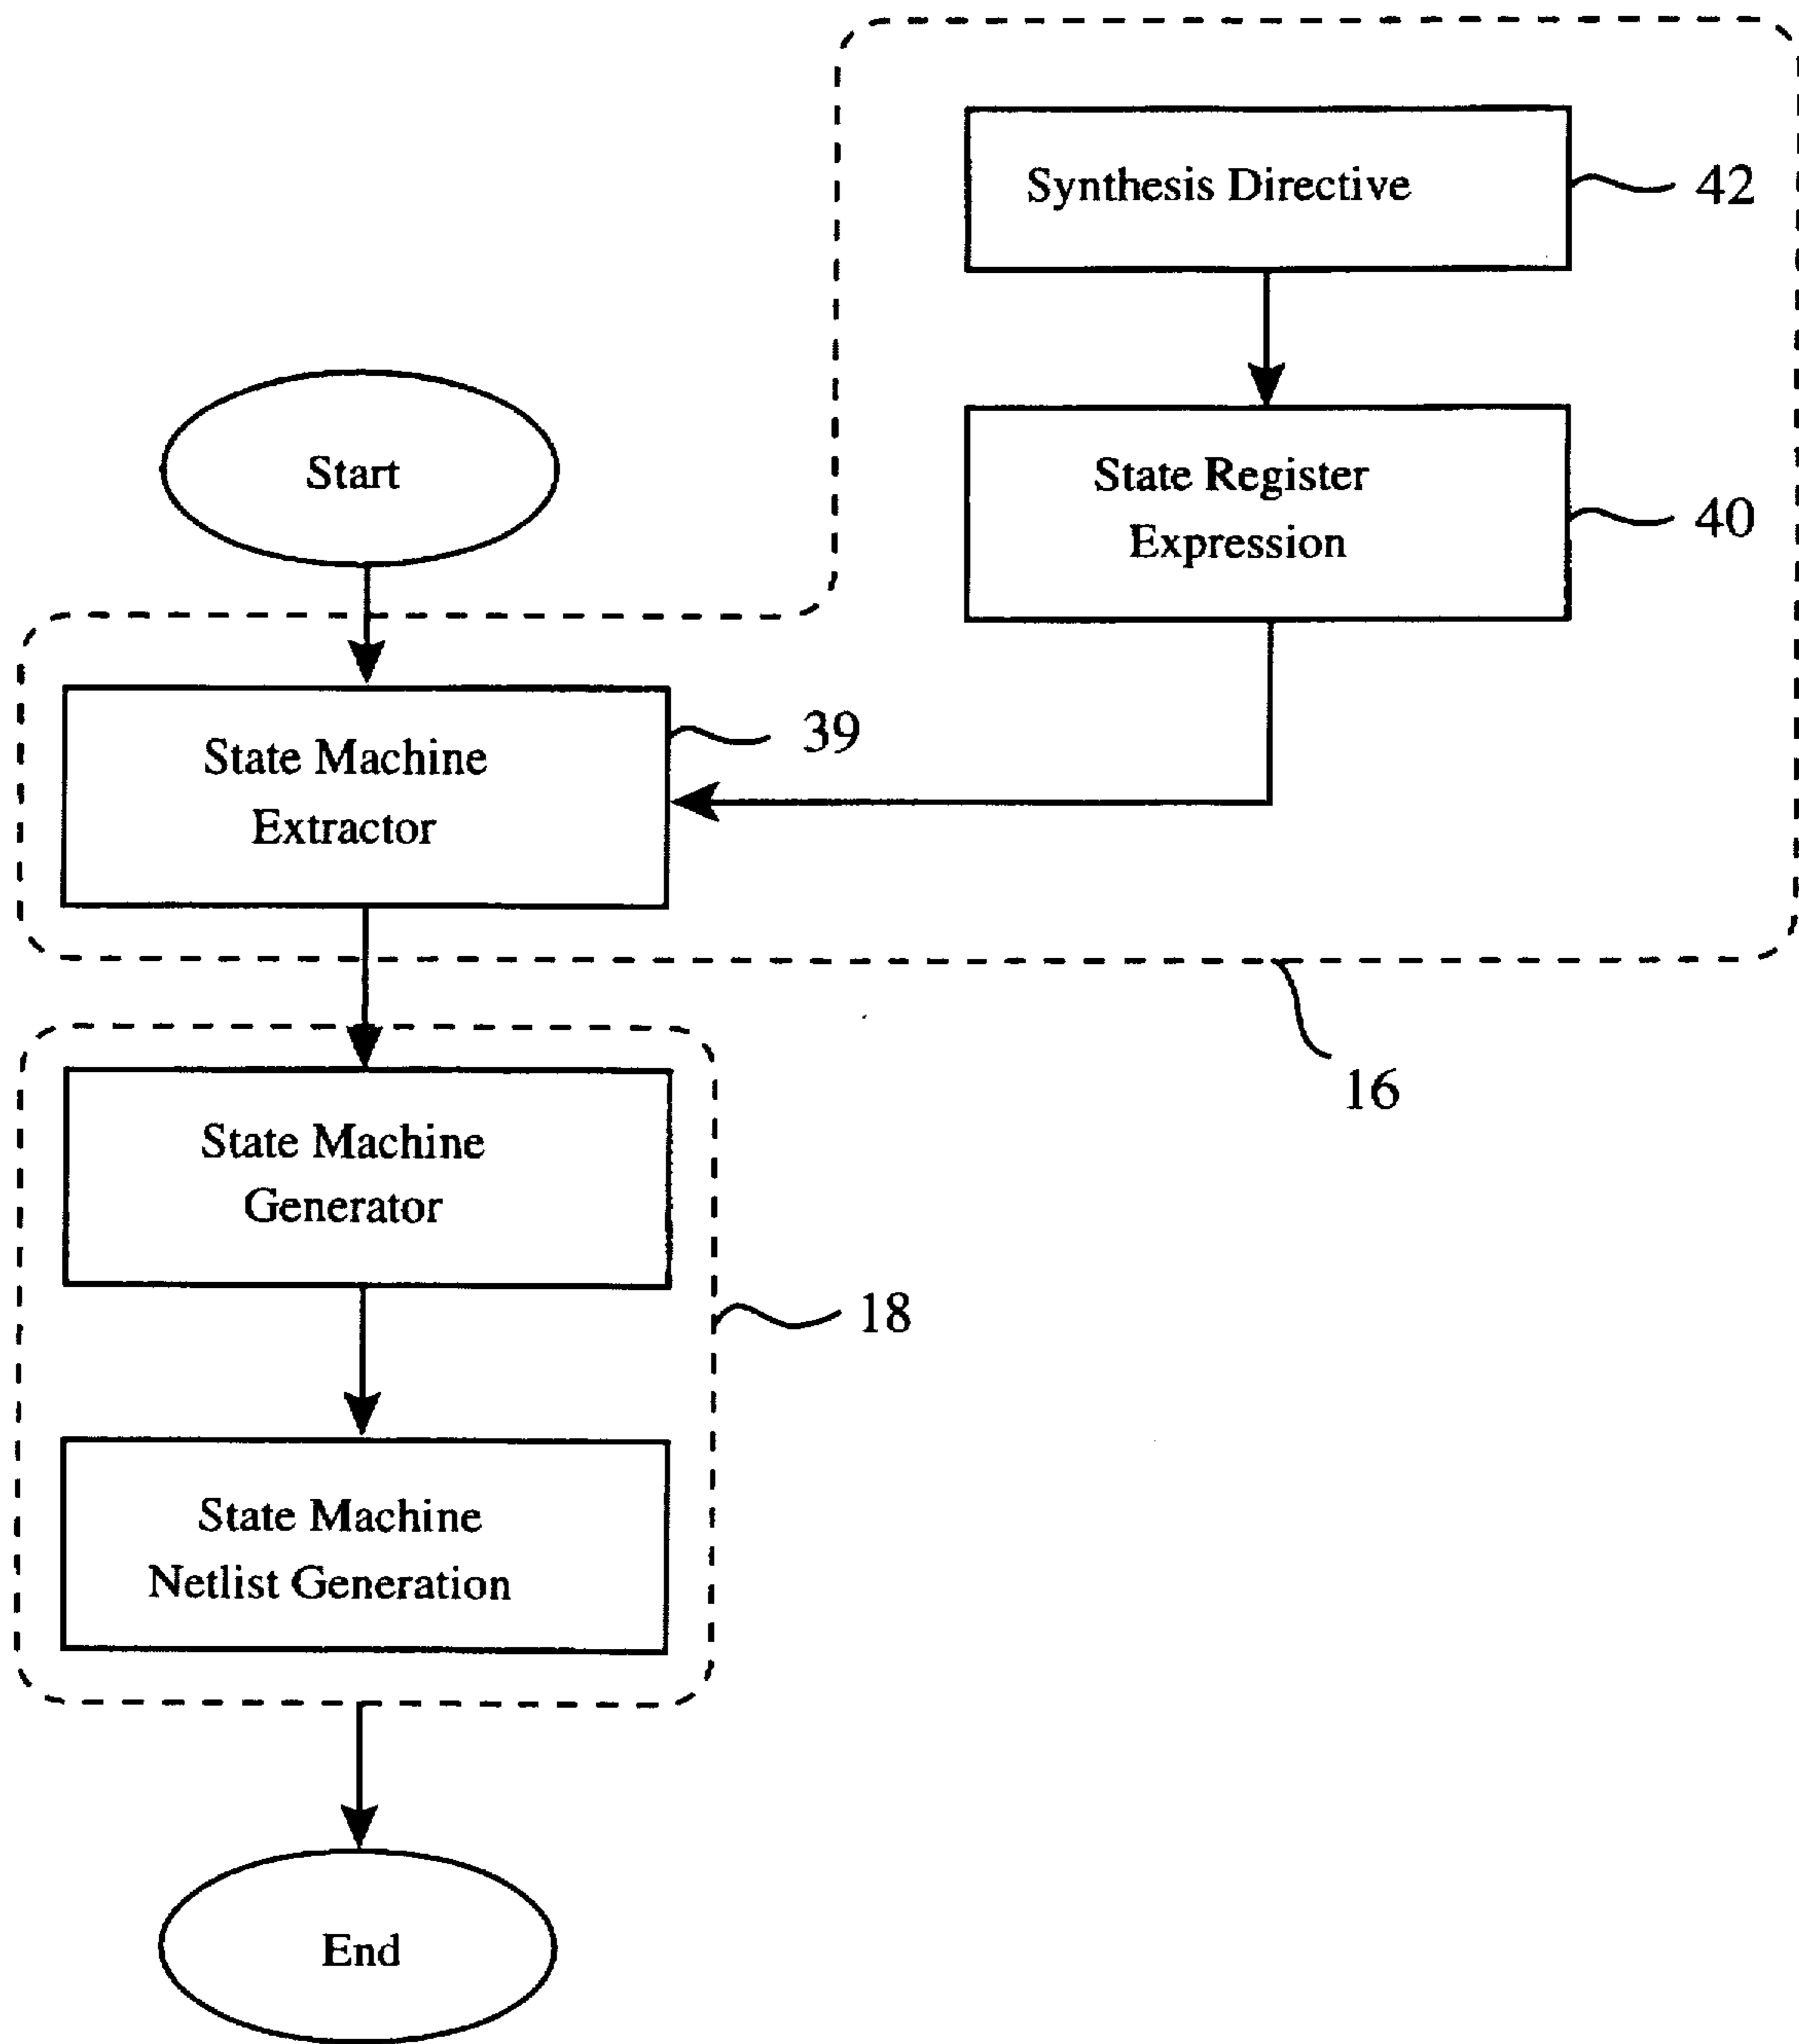 Synthesis Directive
42
Start
State Register
Expression
40
State Machine
Extractor
39
16
State Machine
Generator
18
State Machine
Netlist Generation
End